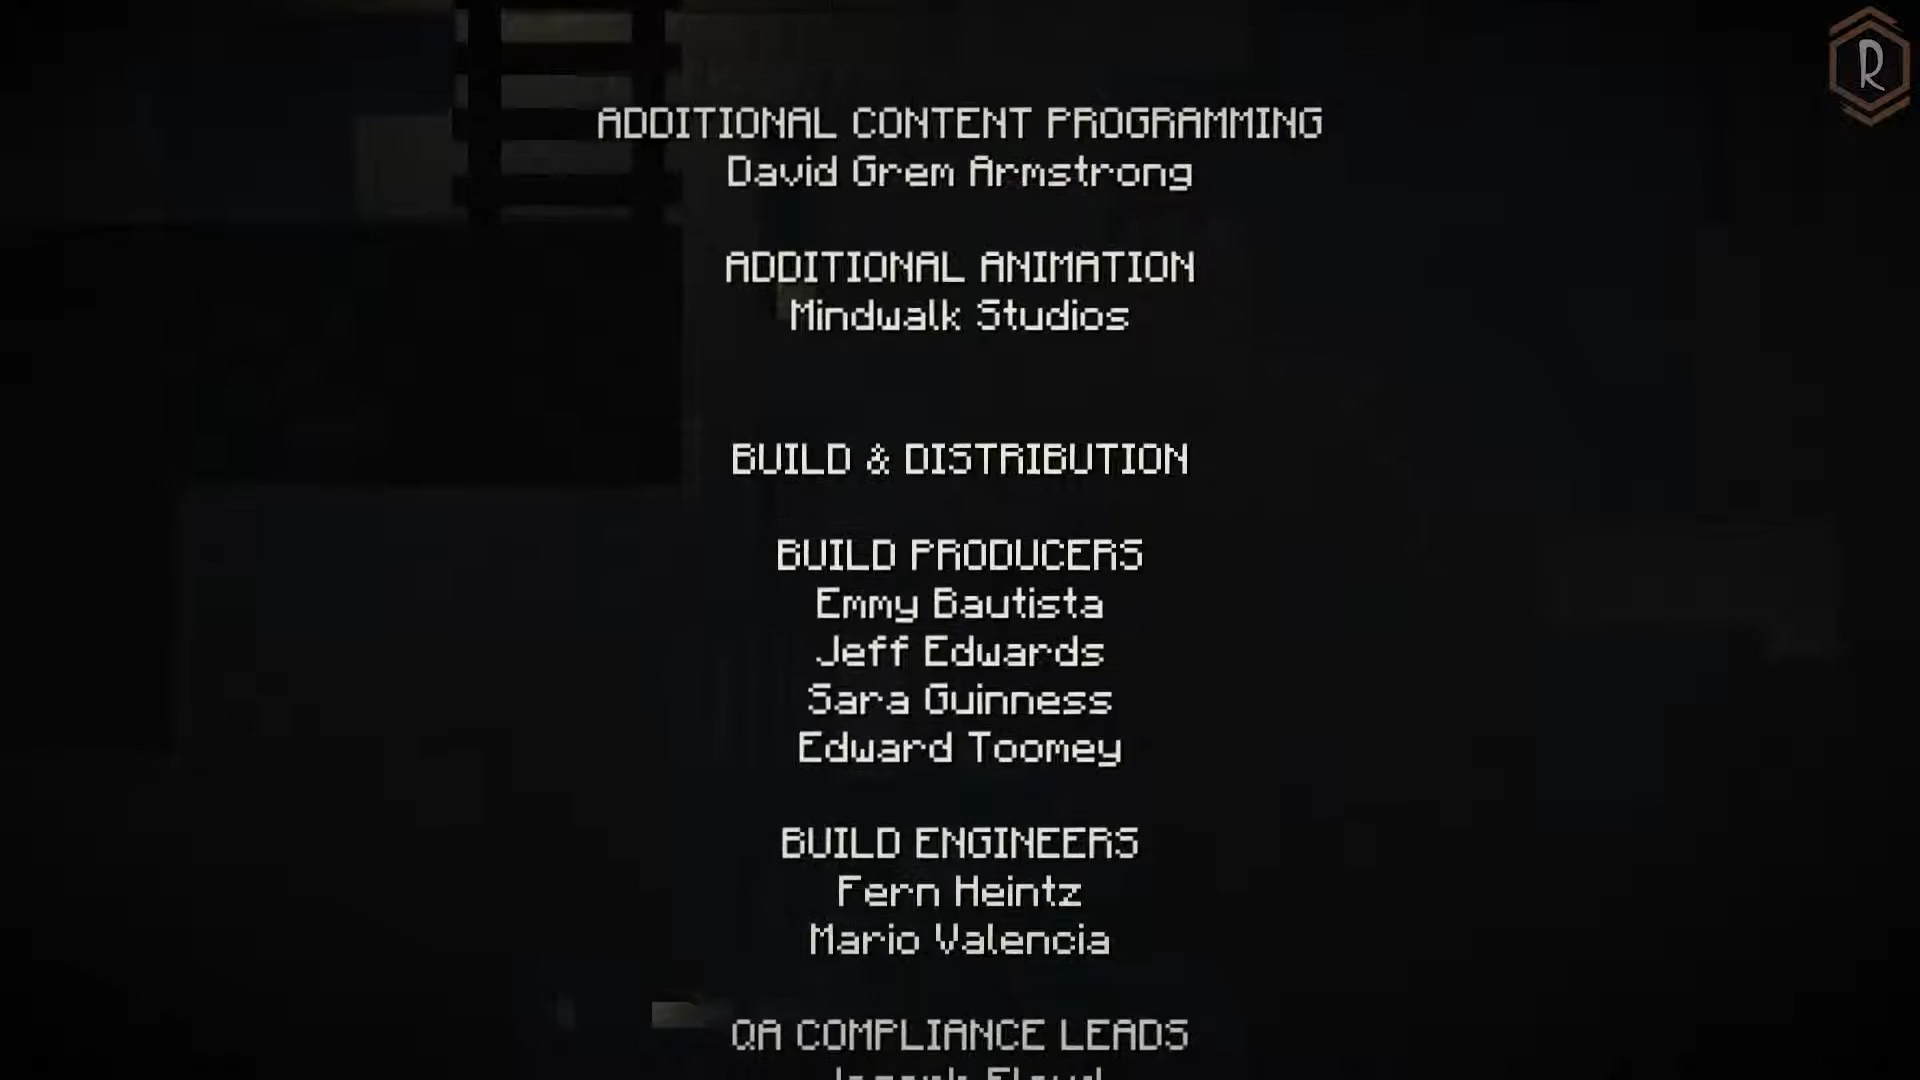 R
ADDITIONAL CONTENT PROGRAMMING
David Grem Armstrong
ADDITIONAL ANIMATION
Mindwalk Studios
BUILD & DISTRIBUTION
BUILD PRODUCERS
Emmy Bautista
Jeff Edwards
Sara Guinness
Edward Toomey
BUILD ENGINEERS
Fern Heintz
Mario Valencia
QA COMPLIANCE LEADS